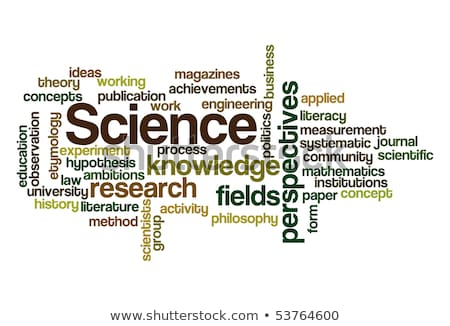 ideas
working
theory
concepts
publication
magazines
achievements
business
work
engineering
applied
Science
politics
perspectives
literacy
measurement
systematic
journal
education
observation
etymology
experiment
process
community
scientific
hypothesis
knowledge
mathematics
law
ambitions
institutions
university
research
fields
paper
concept
history
literature
activity
philosophy
form
method
scientists
group
shutterstock
www.shutterstock.com · 53764600